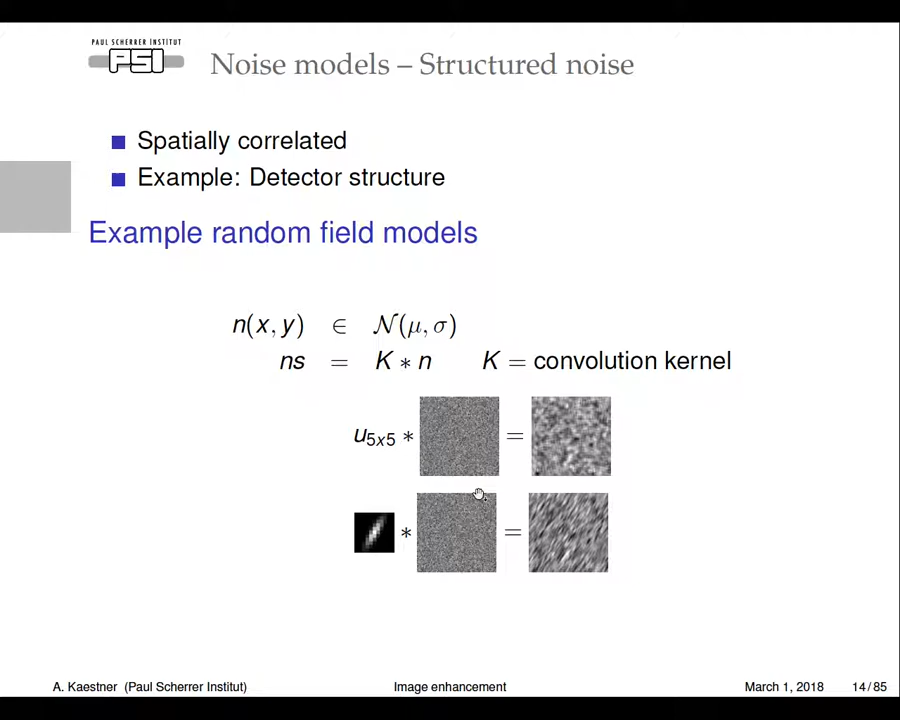 PAUL SCHERRER INSTITUT
PSI
Noise models – Structured noise
Spatially correlated
Example: Detector structure
Example random field models
n(x, y) ∈ 𝒩(μ, σ)
ns = K ∗ n K = convolution kernel
u5x5 ∗ =
∗ =
A. Kaestner (Paul Scherrer Institut) Image enhancement March 1, 2018 14 / 85